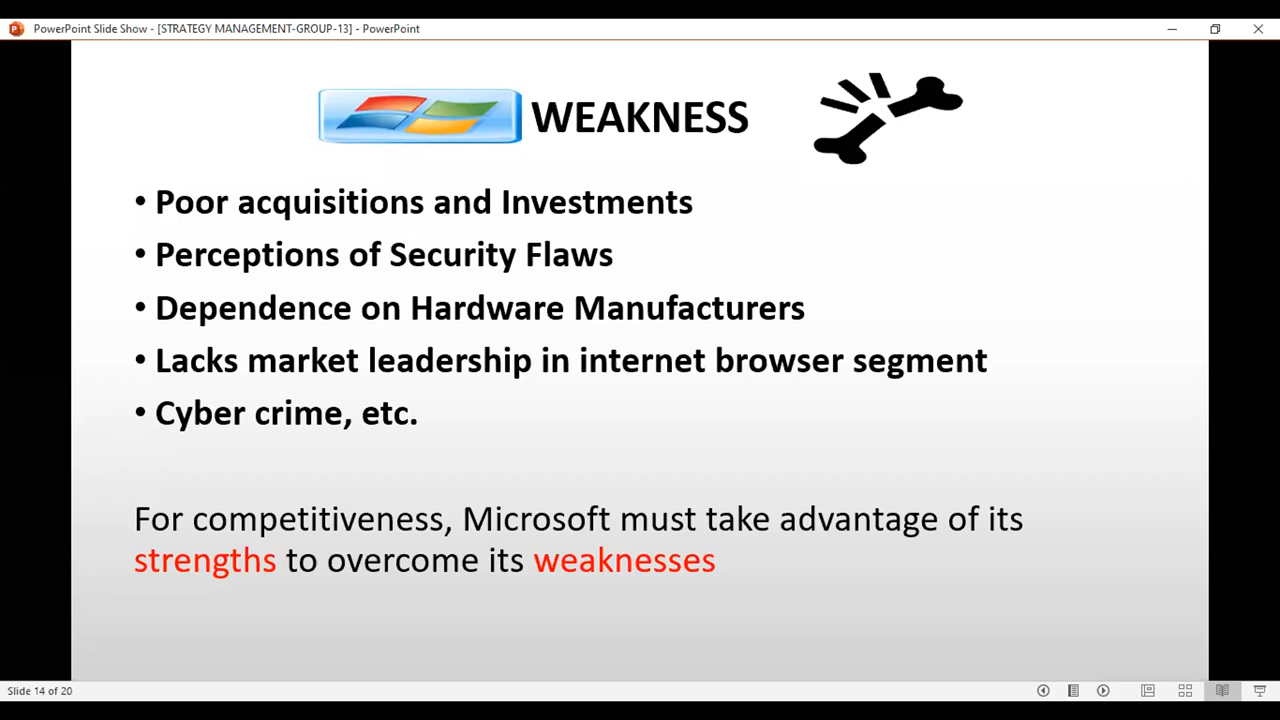 PowerPoint Slide Show - [STRATEGY MANAGEMENT-GROUP-13] - PowerPoint
WEAKNESS
• Poor acquisitions and Investments
• Perceptions of Security Flaws
• Dependence on Hardware Manufacturers
• Lacks market leadership in internet browser segment
• Cyber crime, etc.
For competitiveness, Microsoft must take advantage of its
strengths to overcome its weaknesses
Slide 14 of 20